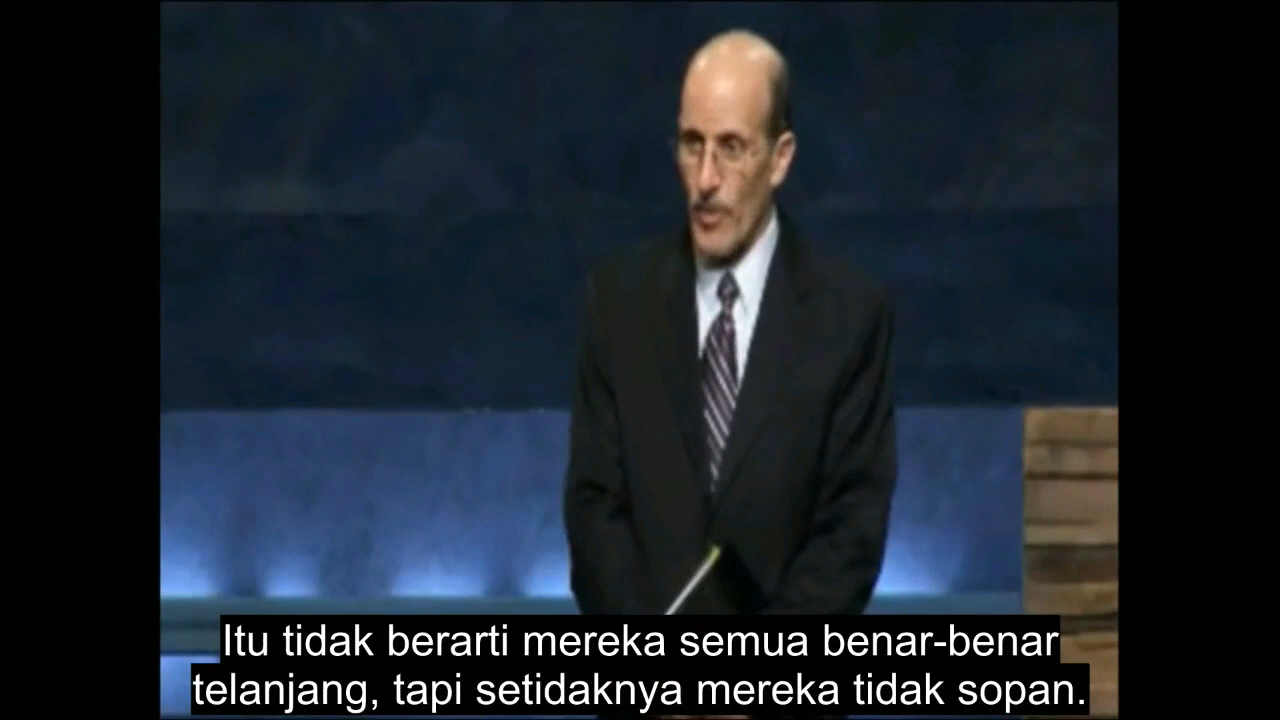 Itu tidak berarti mereka semua benar-benar
telanjang, tapi setidaknya mereka tidak sopan.